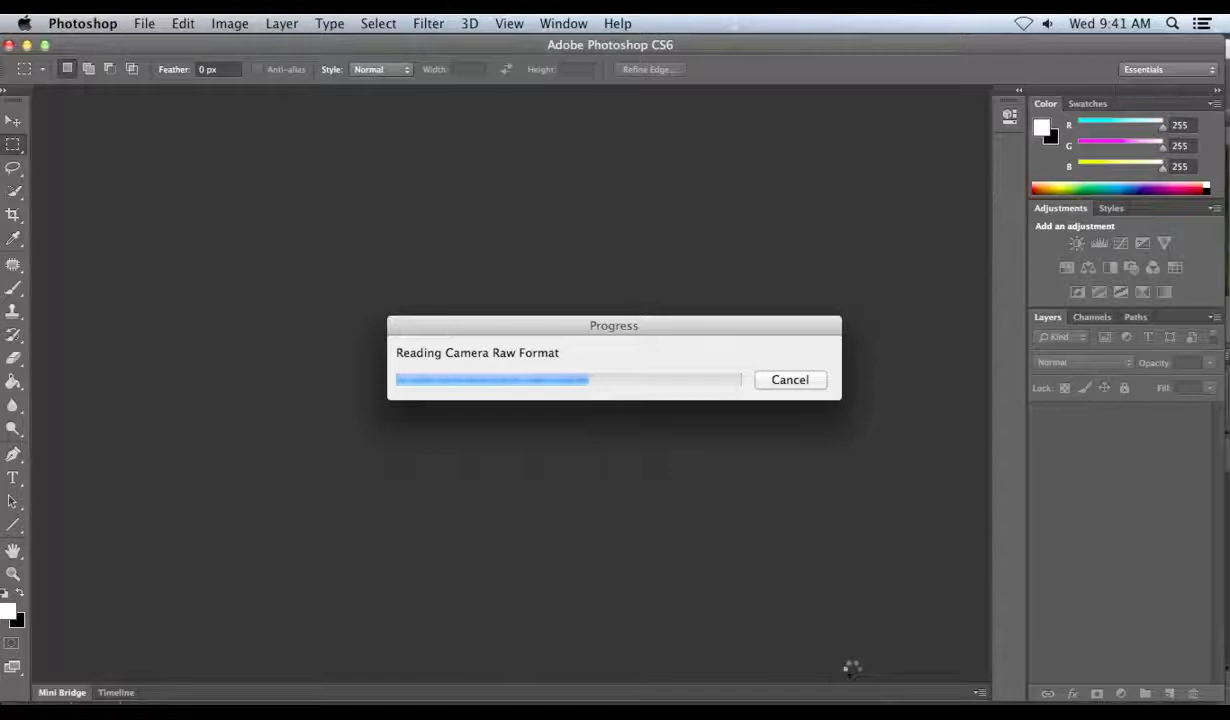 Photoshop File Edit Image Layer Type Select Filter 3D View Window Help Wed 9:41 AM
Adobe Photoshop CS6
Feather: 0 px Anti-alias Style: Normal Width: Height: Refine Edge... Essentials
Color Swatches
R 255
G 255
B 255
Adjustments Styles
Add an adjustment
Layers Channels Paths
Kind
Normal Opacity:
Lock: Fill:
Progress
Reading Camera Raw Format
Cancel
Mini Bridge Timeline